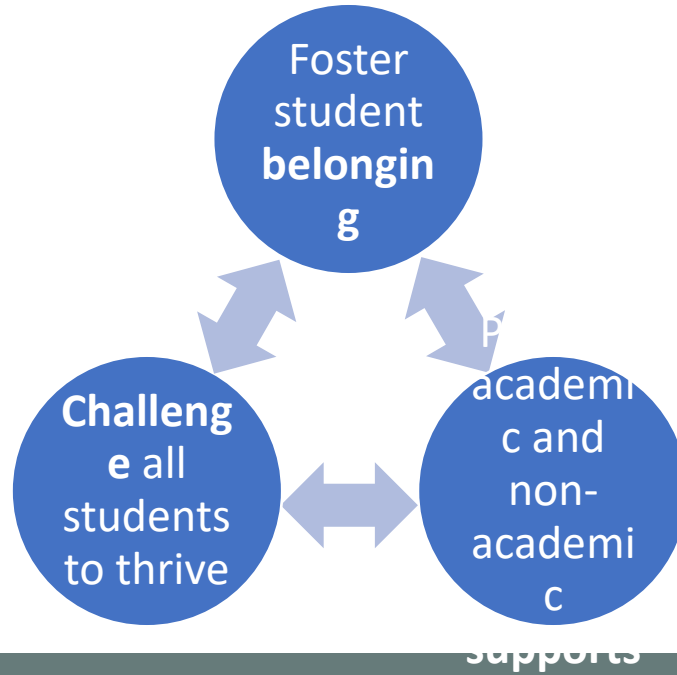 Foster
student
belongin
g
Challeng
e all
students
to thrive
P
academi
c and
non-
academi
c
supports